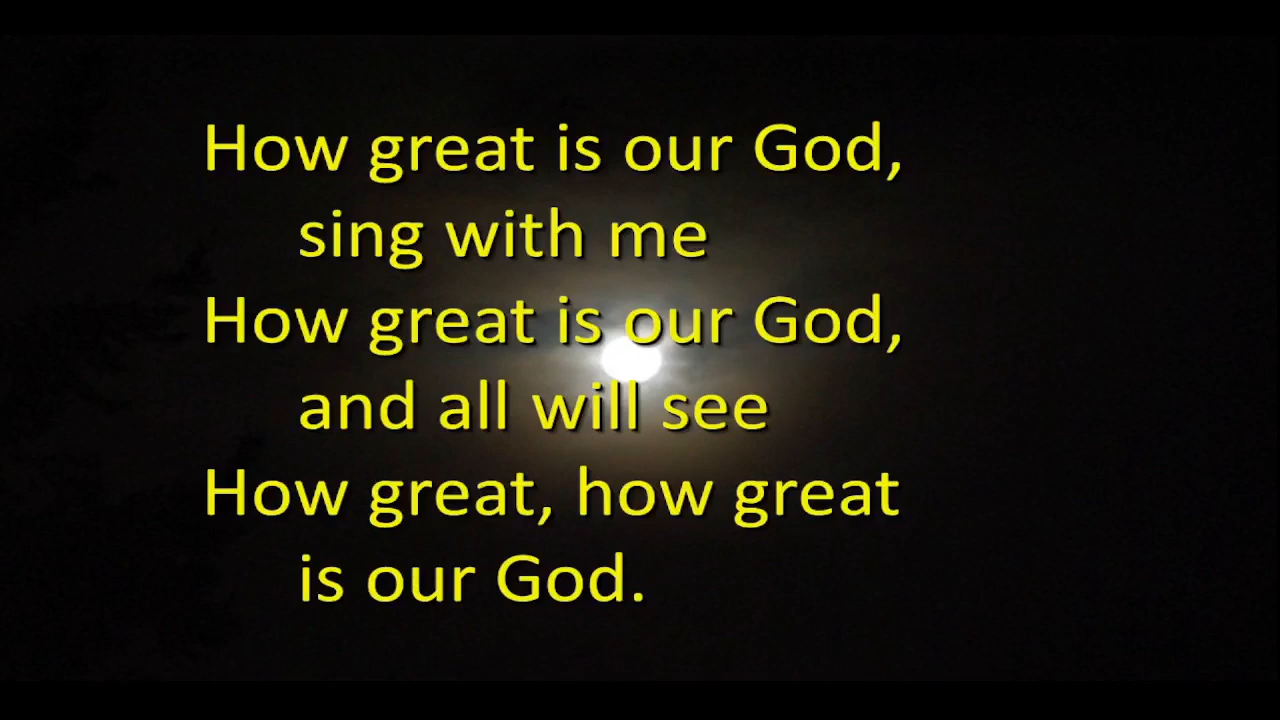 How great is our God,
sing with me
How great is our God,
and all will see
How great, how great
is our God.